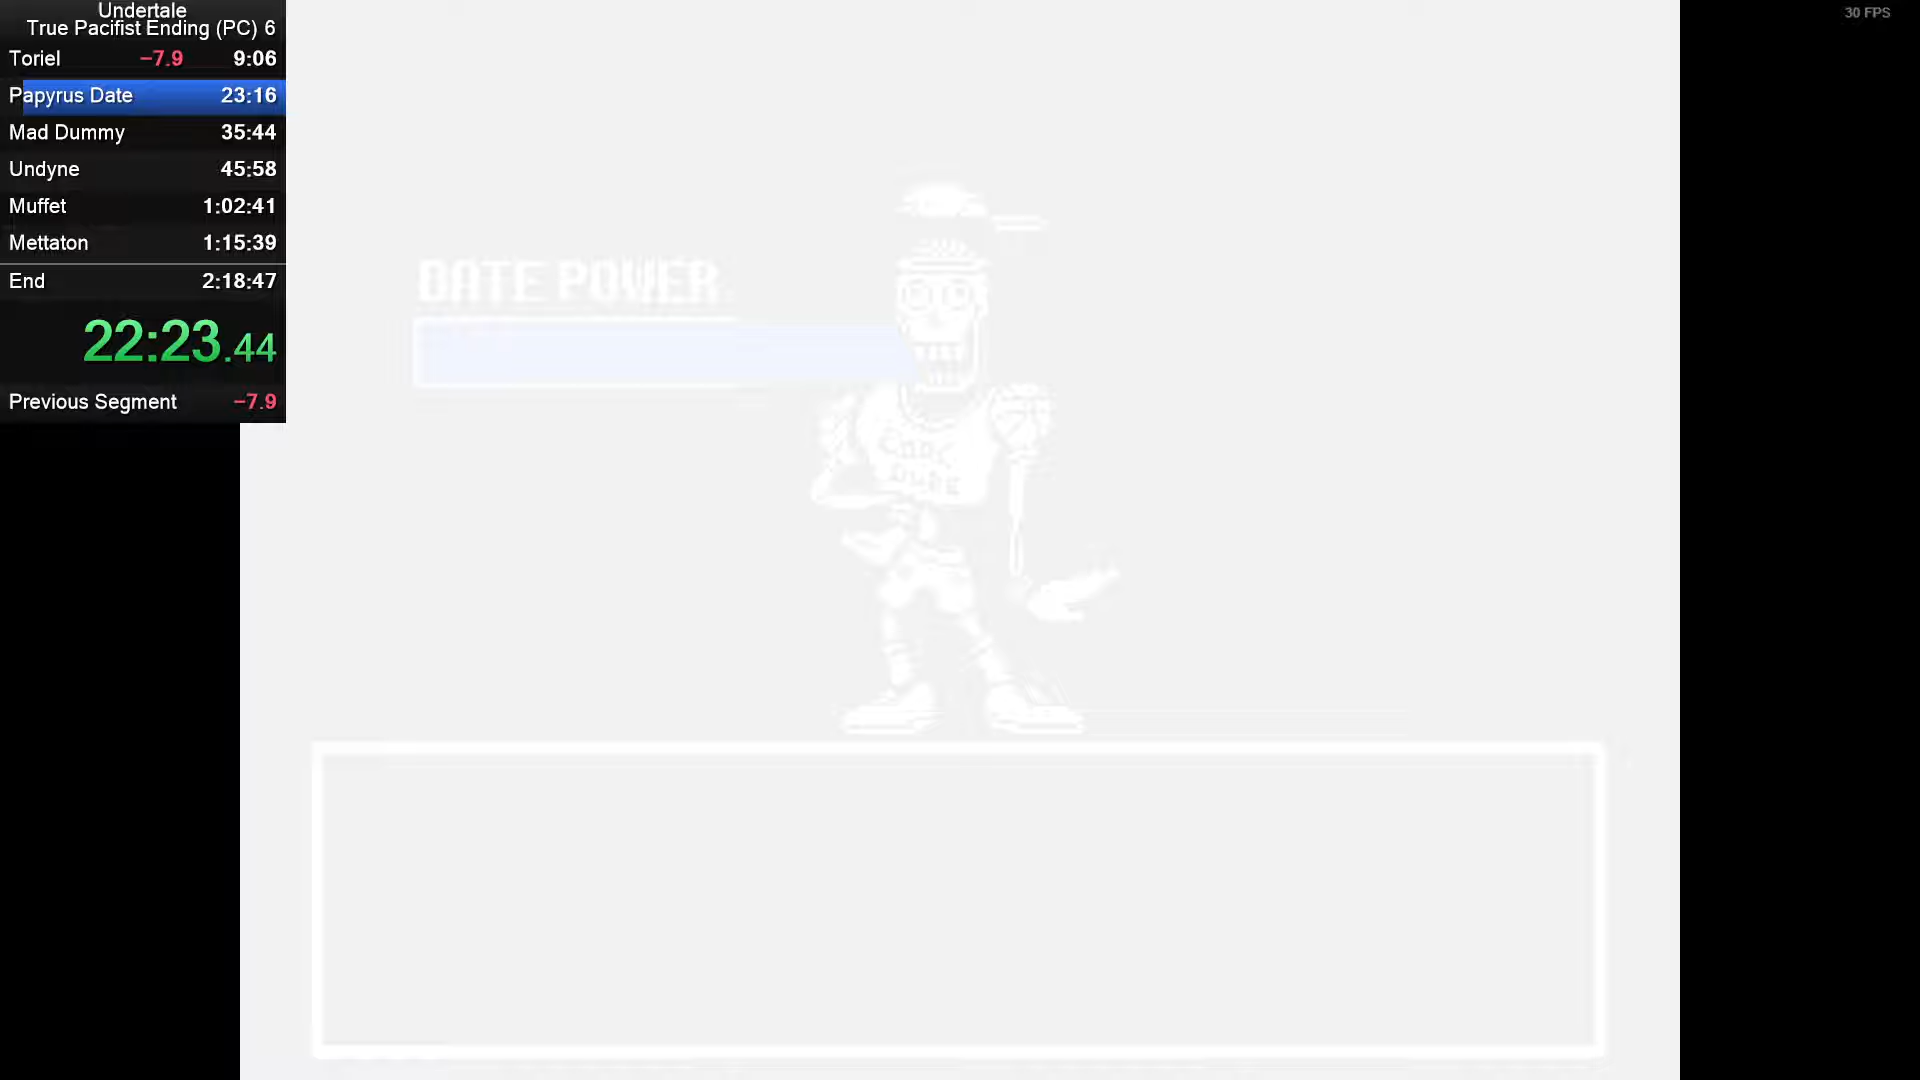 Undertale
True Pacifist Ending (PC) 6
Toriel −7.9 9:06
Papyrus Date 23:16
Mad Dummy 35:44
Undyne 45:58
Muffet 1:02:41
Mettaton 1:15:39
End 2:18:47
22:23.44
Previous Segment −7.9
30 FPS
DATE POWER
COOL
DUDE